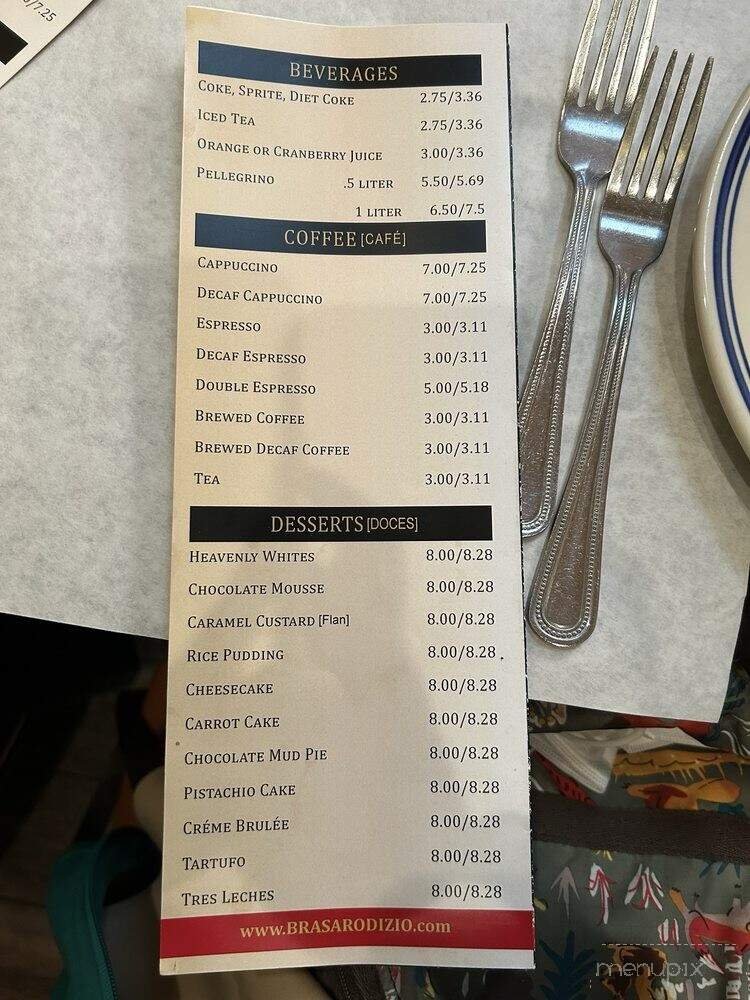 /7.25
BEVERAGES
COKE, SPRITE, DIET COKE 2.75/3.36
ICED TEA 2.75/3.36
ORANGE OR CRANBERRY JUICE 3.00/3.36
PELLEGRINO .5 LITER 5.50/5.69
1 LITER 6.50/7.5
COFFEE [CAFÉ]
CAPPUCCINO 7.00/7.25
DECAF CAPPUCCINO 7.00/7.25
ESPRESSO 3.00/3.11
DECAF ESPRESSO 3.00/3.11
DOUBLE ESPRESSO 5.00/5.18
BREWED COFFEE 3.00/3.11
BREWED DECAF COFFEE 3.00/3.11
TEA 3.00/3.11
DESSERTS [DOCES]
HEAVENLY WHITES 8.00/8.28
CHOCOLATE MOUSSE 8.00/8.28
CARAMEL CUSTARD [Flan] 8.00/8.28
RICE PUDDING 8.00/8.28
CHEESECAKE 8.00/8.28
CARROT CAKE 8.00/8.28
CHOCOLATE MUD PIE 8.00/8.28
PISTACHIO CAKE 8.00/8.28
CRÉME BRULÉE 8.00/8.28
TARTUFO 8.00/8.28
TRES LECHES 8.00/8.28
www.BRASARODIZIO.com
menupix